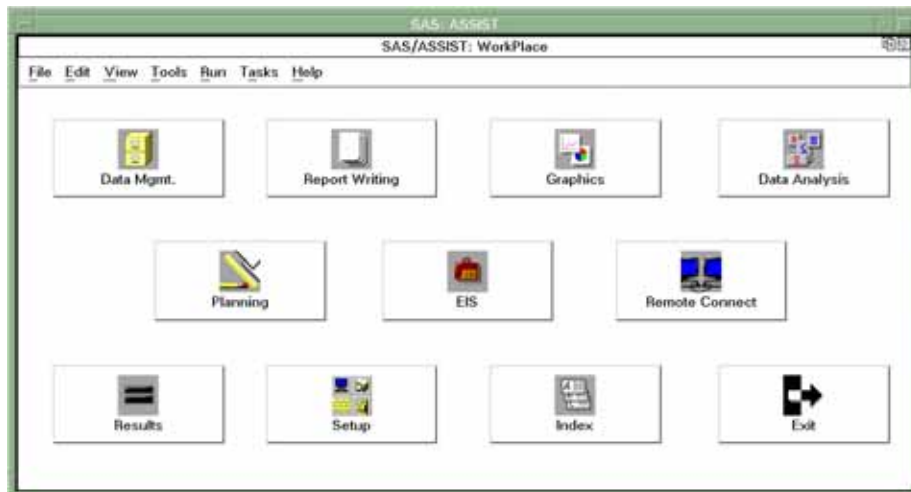 SAS: ASSIST
SAS/ASSIST: WorkPlace
File Edit View Tools Run Tasks Help
Data Mgmt. Report Writing Graphics Data Analysis
Planning EIS Remote Connect
Results Setup Index Exit